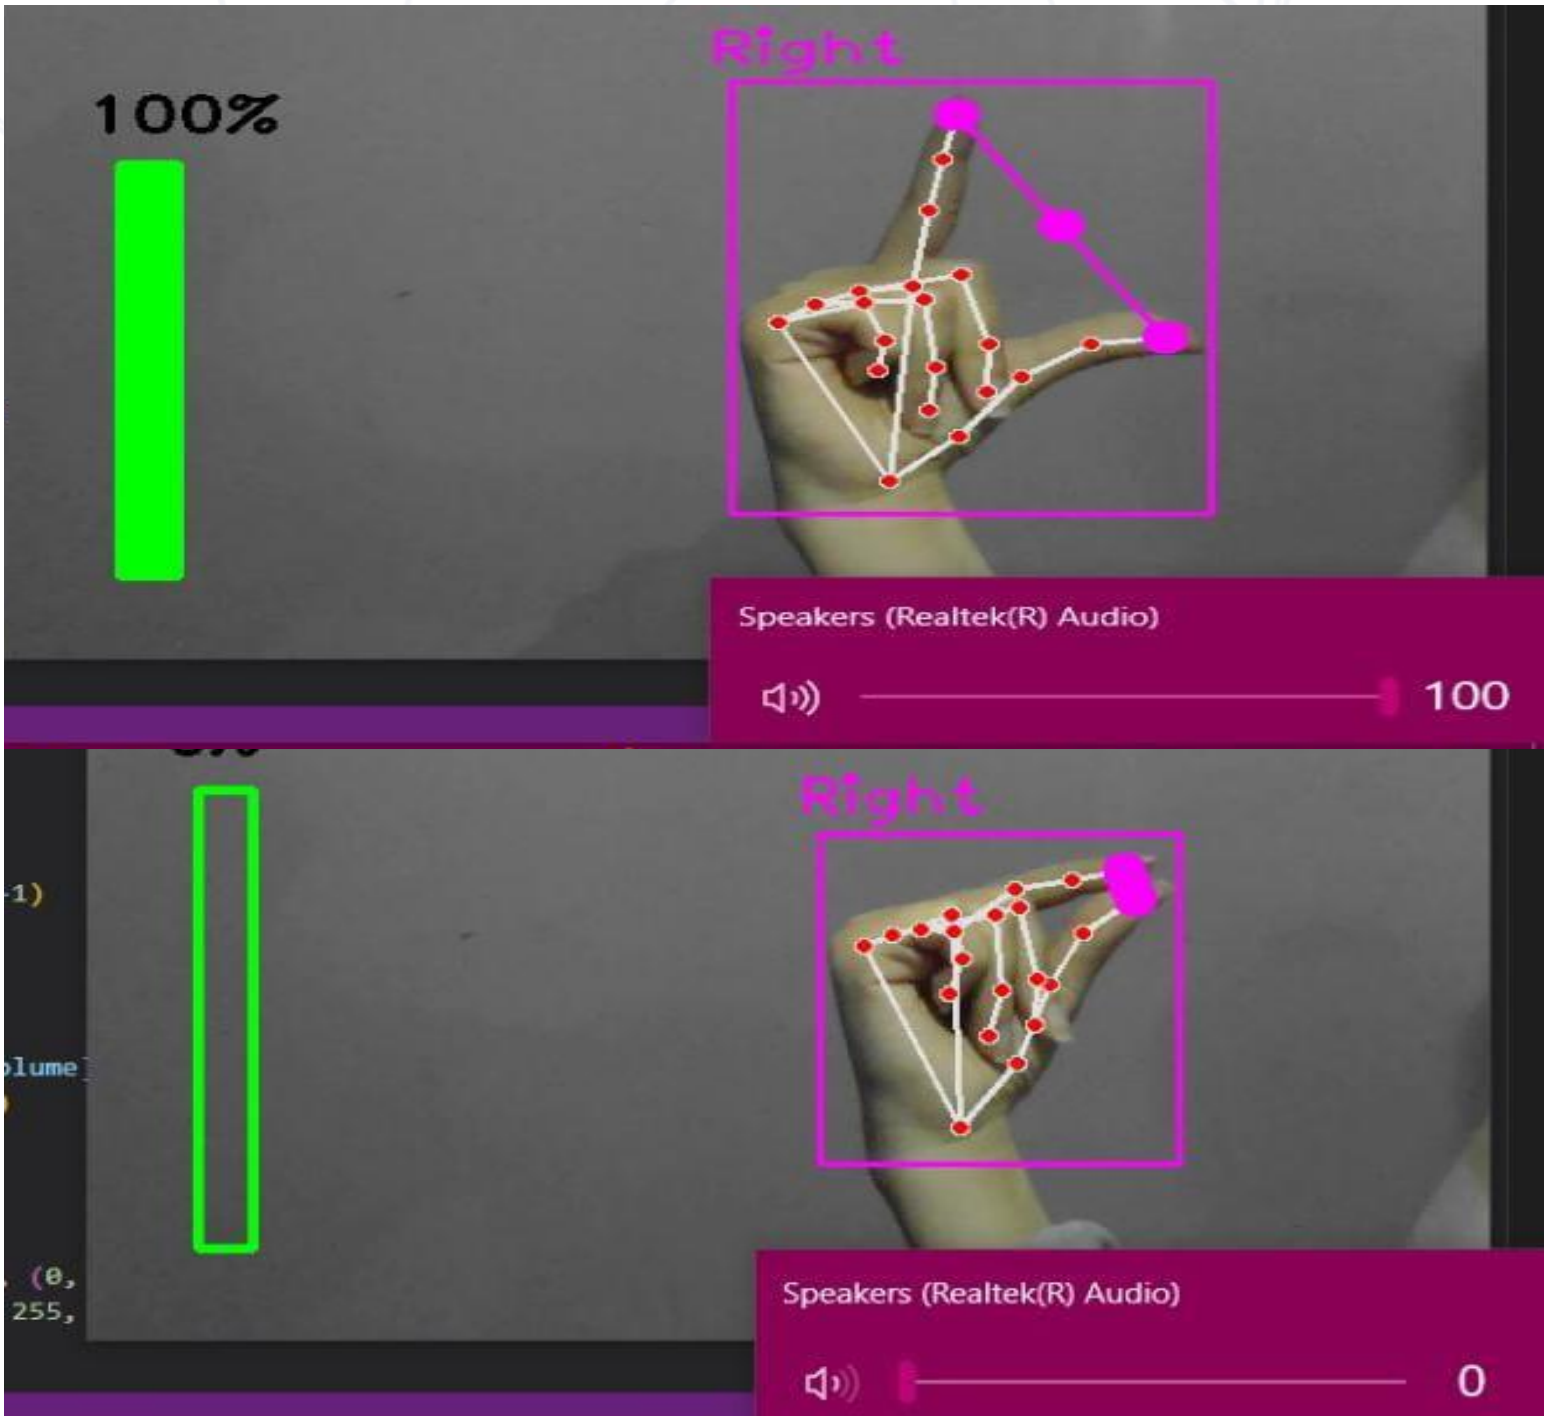 Right
100%
Speakers (Realtek(R) Audio)
100
Right
1)
olume]
(0,
255,
Speakers (Realtek(R) Audio)
0